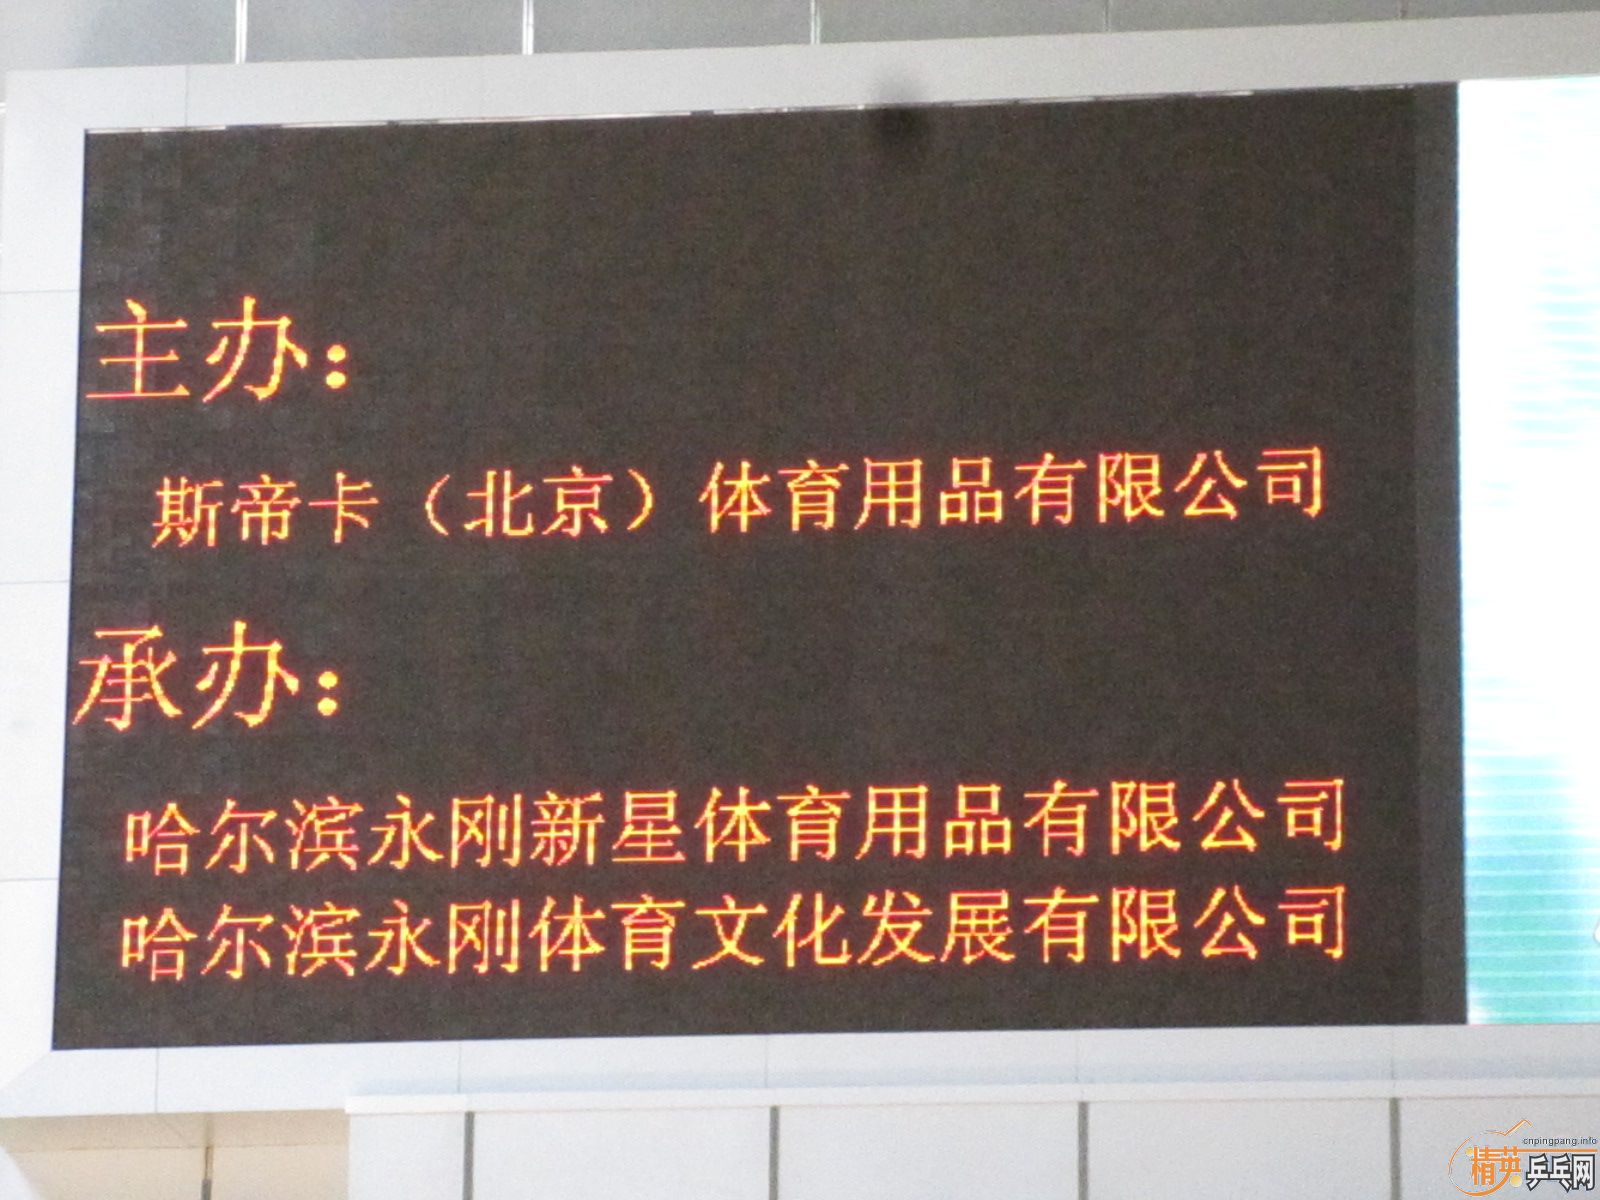 主办：
斯帝卡（北京）体育用品有限公司
承办：
哈尔滨永刚新星体育用品有限公司
哈尔滨永刚体育文化发展有限公司
cnpingpang.info
精英乒乓网